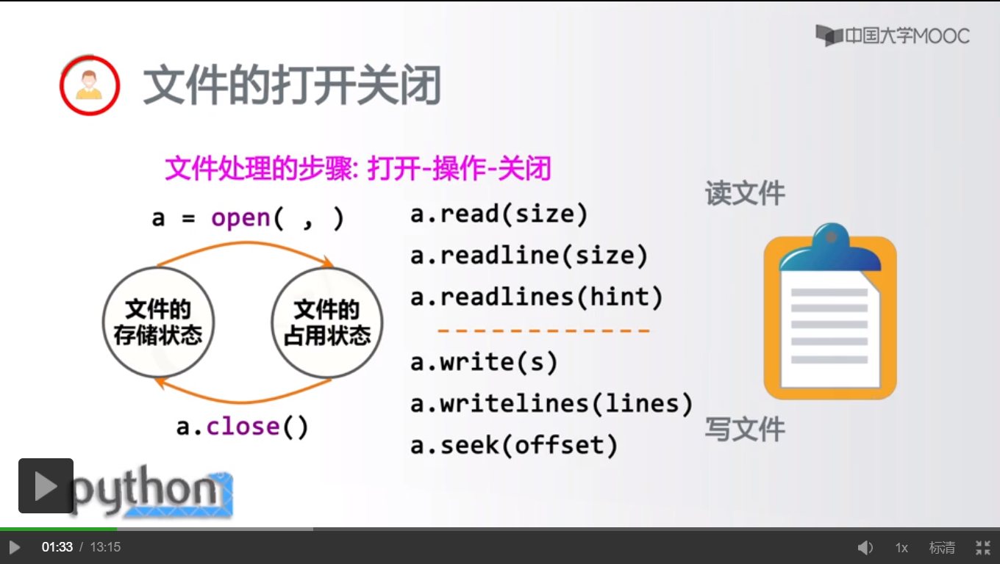 中国大学MOOC
文件的打开关闭
文件处理的步骤: 打开-操作-关闭
a = open( , )
文件的
存储状态
文件的
占用状态
a.close()
a.read(size)
a.readline(size)
a.readlines(hint)
a.write(s)
a.writelines(lines)
a.seek(offset)
读文件
写文件
python
01:33 / 13:15
1x
标清